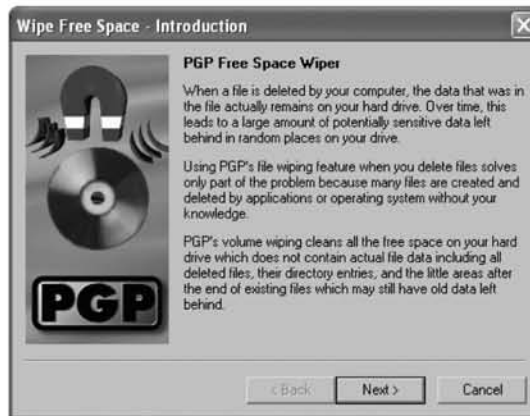 Wipe Free Space - Introduction
PGP Free Space Wiper
When a file is deleted by your computer, the data that was in
the file actually remains on your hard drive. Over time, this
leads to a large amount of potentially sensitive data left
behind in random places on your drive.
Using PGP's file wiping feature when you delete files solves
only part of the problem because many files are created and
deleted by applications or operating system without your
knowledge.
PGP's volume wiping cleans all the free space on your hard
drive which does not contain actual file data including all
deleted files, their directory entries, and the little areas after
the end of existing files which may still have old data left
behind.
PGP
< Back Next > Cancel